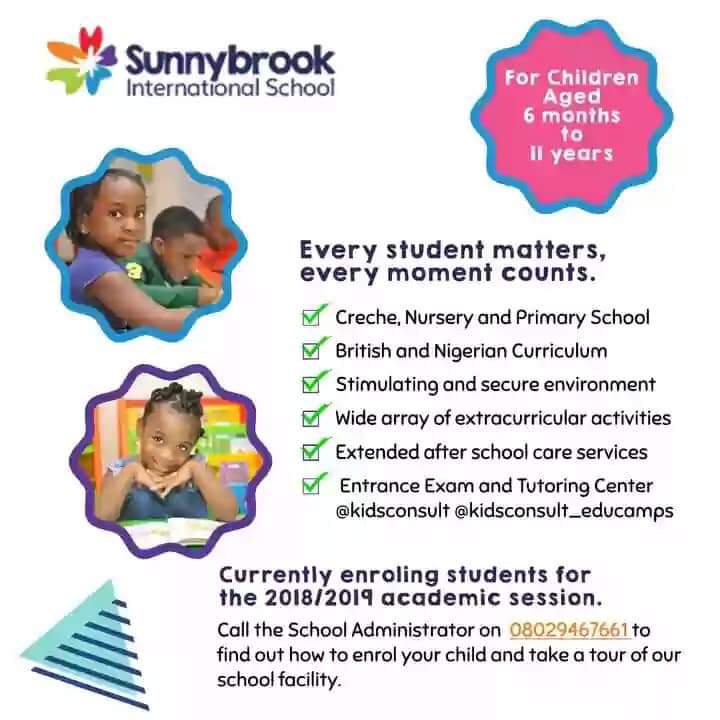 Sunnybrook
International School
For Children
Aged
6 months
to
11 years
Every student matters,
every moment counts.
Creche, Nursery and Primary School
British and Nigerian Curriculum
Stimulating and secure environment
Wide array of extracurricular activities
Extended after school care services
Entrance Exam and Tutoring Center
@kidsconsult @kidsconsult_educamps
Currently enroling students for
the 2018/2019 academic session.
Call the School Administrator on 08029467661 to
find out how to enrol your child and take a tour of our
school facility.